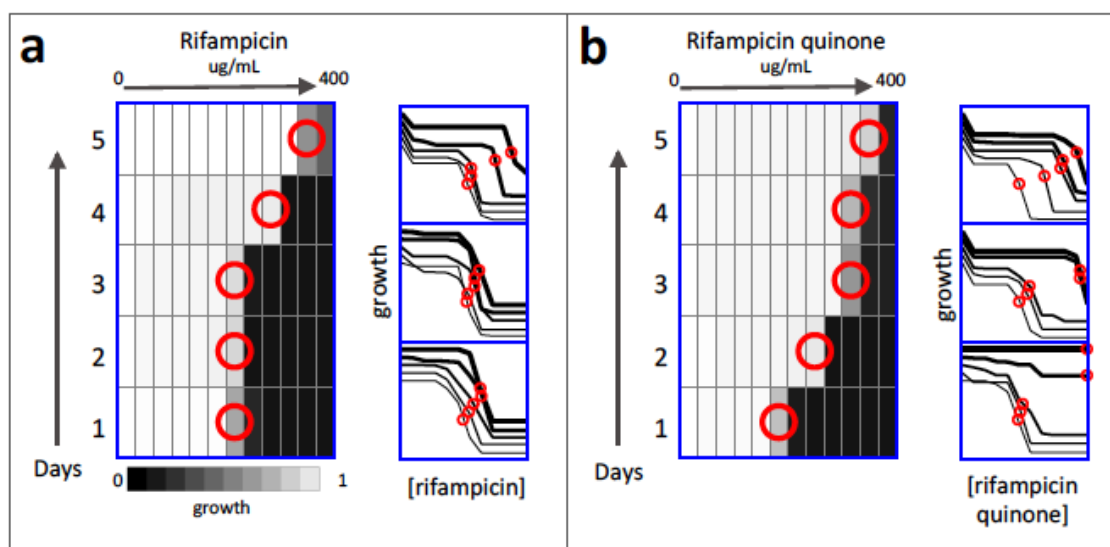 a
Rifampicin
ug/mL
0
400
5
4
3
2
1
Days
0
1
growth
growth
[rifampicin]
b
Rifampicin quinone
ug/mL
0
400
5
4
3
2
1
Days
growth
[rifampicin
quinone]